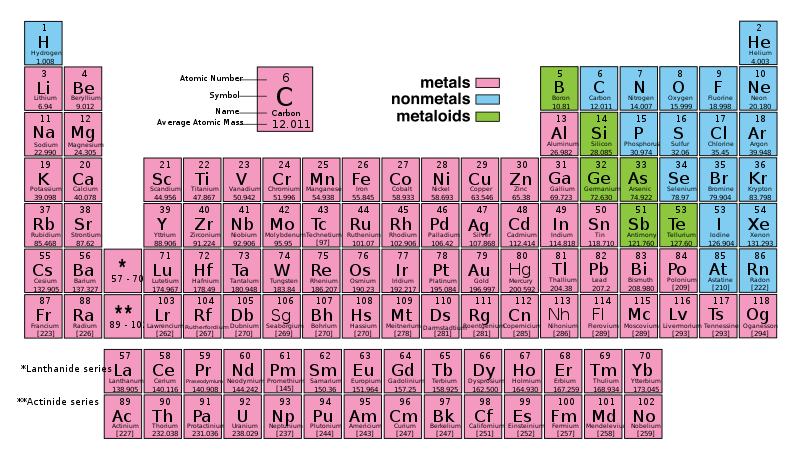 1 2
H He
Hydrogen Helium
1.008 4.003
3 4 Atomic Number 6 metals 5 6 7 8 9 10
Li Be Symbol C nonmetals B C N O F Ne
Lithium Beryllium Name Carbon metaloids Boron Carbon Nitrogen Oxygen Fluorine Neon
6.94 9.012 Average Atomic Mass 12.011 10.81 12.011 14.007 15.999 18.998 20.180
11 12 13 14 15 16 17 18
Na Mg Al Si P S Cl Ar
Sodium Magnesium Aluminum Silicon Phosphorus Sulfur Chlorine Argon
22.990 24.305 26.982 28.085 30.974 32.06 35.45 39.948
19 20 21 22 23 24 25 26 27 28 29 30 31 32 33 34 35 36
K Ca Sc Ti V Cr Mn Fe Co Ni Cu Zn Ga Ge As Se Br Kr
Potassium Calcium Scandium Titanium Vanadium Chromium Manganese Iron Cobalt Nickel Copper Zinc Gallium Germanium Arsenic Selenium Bromine Krypton
39.098 40.078 44.956 47.867 50.942 51.996 54.938 55.845 58.933 58.693 63.546 65.38 69.723 72.630 74.922 78.97 79.904 83.798
37 38 39 40 41 42 43 44 45 46 47 48 49 50 51 52 53 54
Rb Sr Y Zr Nb Mo Tc Ru Rh Pd Ag Cd In Sn Sb Te I Xe
Rubidium Strontium Yttrium Zirconium Niobium Molybdenum Technetium Ruthenium Rhodium Palladium Silver Cadmium Indium Tin Antimony Tellurium Iodine Xenon
85.468 87.62 88.906 91.224 92.906 95.95 [97] 101.07 102.906 106.42 107.868 112.414 114.818 118.710 121.760 127.60 126.904 131.293
55 56 * 71 72 73 74 75 76 77 78 79 80 81 82 83 84 85 86
Cs Ba 57 - 70 Lu Hf Ta W Re Os Ir Pt Au Hg Tl Pb Bi Po At Rn
Cesium Barium Lutetium Hafnium Tantalum Tungsten Rhenium Osmium Iridium Platinum Gold Mercury Thallium Lead Bismuth Polonium Astatine Radon
132.905 137.327 174.967 178.49 180.948 183.84 186.207 190.23 192.217 195.084 196.997 200.592 204.38 207.2 208.980 [209] [210] [222]
87 88 ** 103 104 105 106 107 108 109 110 111 112 113 114 115 116 117 118
Fr Ra 89 - 10 Lr Rf Db Sg Bh Hs Mt Ds Rg Cn Nh Fl Mc Lv Ts Og
Francium Radium Lawrencium Rutherfordium Dubnium Seaborgium Bohrium Hassium Meitnerium Darmstadtium Roentgenium Copernicium Nihonium Flerovium Moscovium Livermorium Tennessine Oganesson
[223] [226] [262] [267] [270] [269] [270] [270] [278] [281] [281] [285] [286] [289] [289] [293] [293] [294]
57 58 59 60 61 62 63 64 65 66 67 68 69 70
*Lanthanide series La Ce Pr Nd Pm Sm Eu Gd Tb Dy Ho Er Tm Yb
Lanthanum Cerium Praseodymium Neodymium Promethium Samarium Europium Gadolinium Terbium Dysprosium Holmium Erbium Thulium Ytterbium
138.905 140.116 140.908 144.242 [145] 150.36 151.964 157.25 158.925 162.500 164.930 167.259 168.934 173.045
89 90 91 92 93 94 95 96 97 98 99 100 101 102
**Actinide series Ac Th Pa U Np Pu Am Cm Bk Cf Es Fm Md No
Actinium Thorium Protactinium Uranium Neptunium Plutonium Americium Curium Berkelium Californium Einsteinium Fermium Mendelevium Nobelium
[227] 232.038 231.036 238.029 [237] [244] [243] [247] [247] [251] [252] [257] [258] [259]